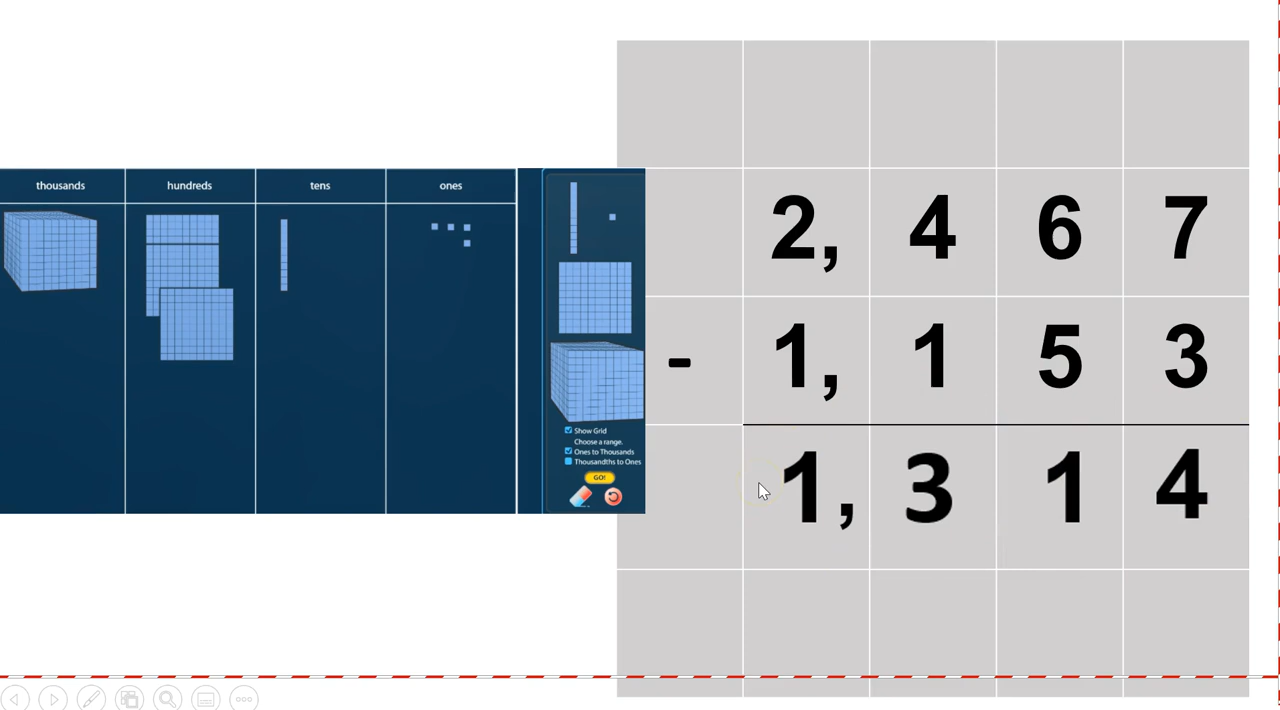 thousands hundreds tens ones
Show Grid
Choose a range.
Ones to Thousands
Thousandths to Ones
GO!
2, 4 6 7
- 1, 1 5 3
1, 3 1 4